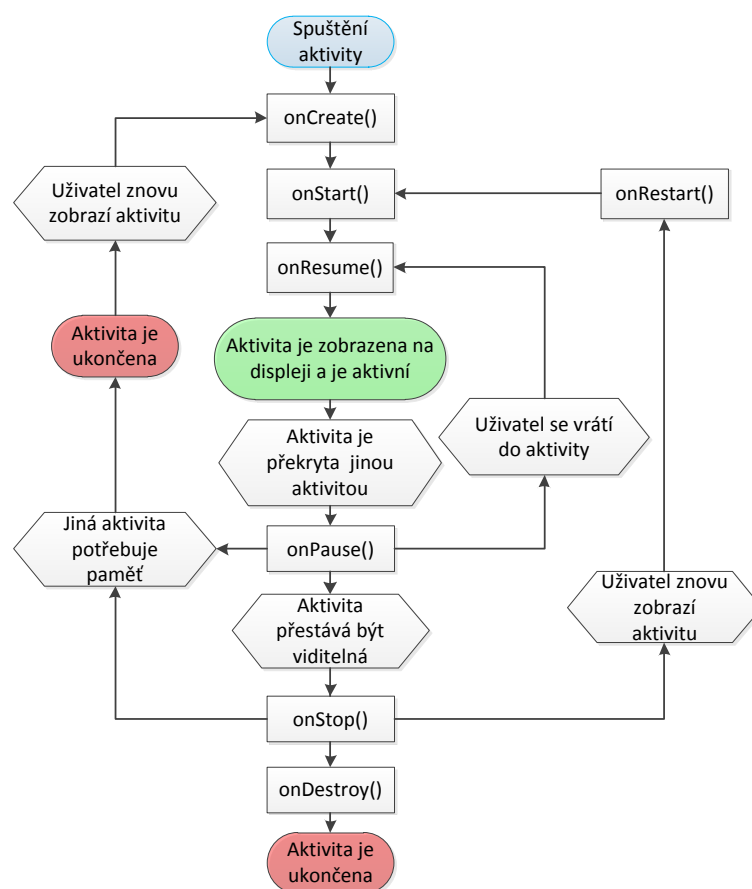 Spuštění
aktivity
onCreate()
Uživatel znovu
zobrazí aktivitu
onStart()
onRestart()
onResume()
Aktivita je
ukončena
Aktivita je zobrazena na
displeji a je aktivní
Aktivita je
překryta  jinou
aktivitou
Uživatel se vrátí
do aktivity
Jiná aktivita
potřebuje
paměť
onPause()
Aktivita
přestává být
viditelná
Uživatel znovu
zobrazí
aktivitu
onStop()
onDestroy()
Aktivita je
ukončena